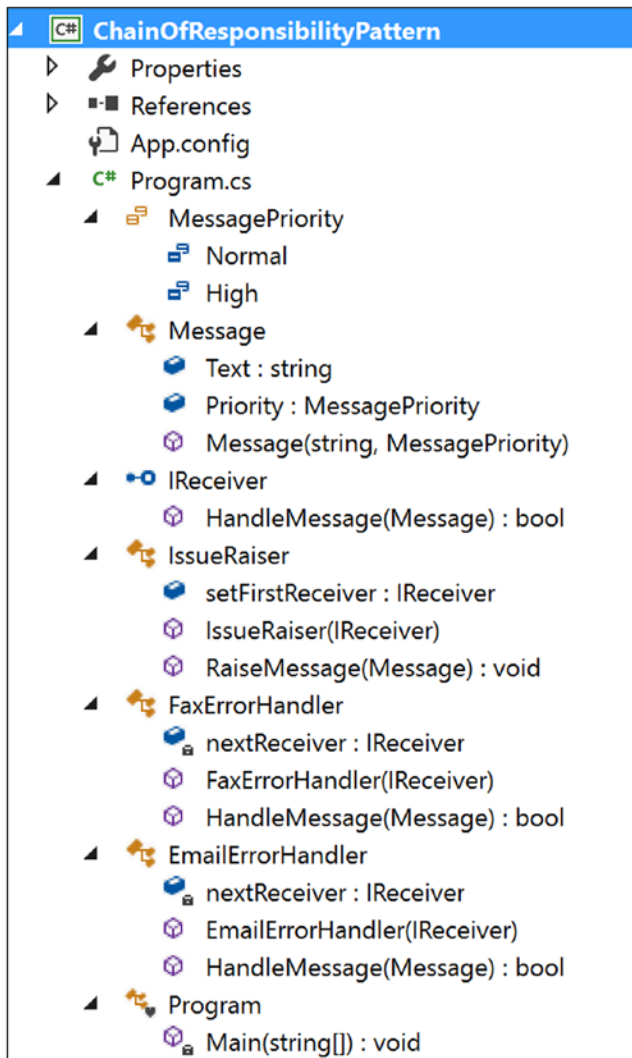 C# ChainOfResponsibilityPattern
Properties
References
App.config
C# Program.cs
MessagePriority
Normal
High
Message
Text : string
Priority : MessagePriority
Message(string, MessagePriority)
IReceiver
HandleMessage(Message) : bool
IssueRaiser
setFirstReceiver : IReceiver
IssueRaiser(IReceiver)
RaiseMessage(Message) : void
FaxErrorHandler
nextReceiver : IReceiver
FaxErrorHandler(IReceiver)
HandleMessage(Message) : bool
EmailErrorHandler
nextReceiver : IReceiver
EmailErrorHandler(IReceiver)
HandleMessage(Message) : bool
Program
Main(string[]) : void